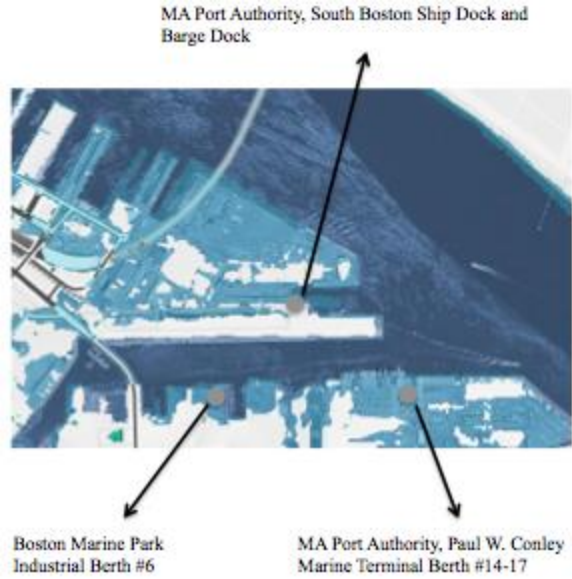 MA Port Authority, South Boston Ship Dock and
Barge Dock
Boston Marine Park
Industrial Berth #6
MA Port Authority, Paul W. Conley
Marine Terminal Berth #14-17